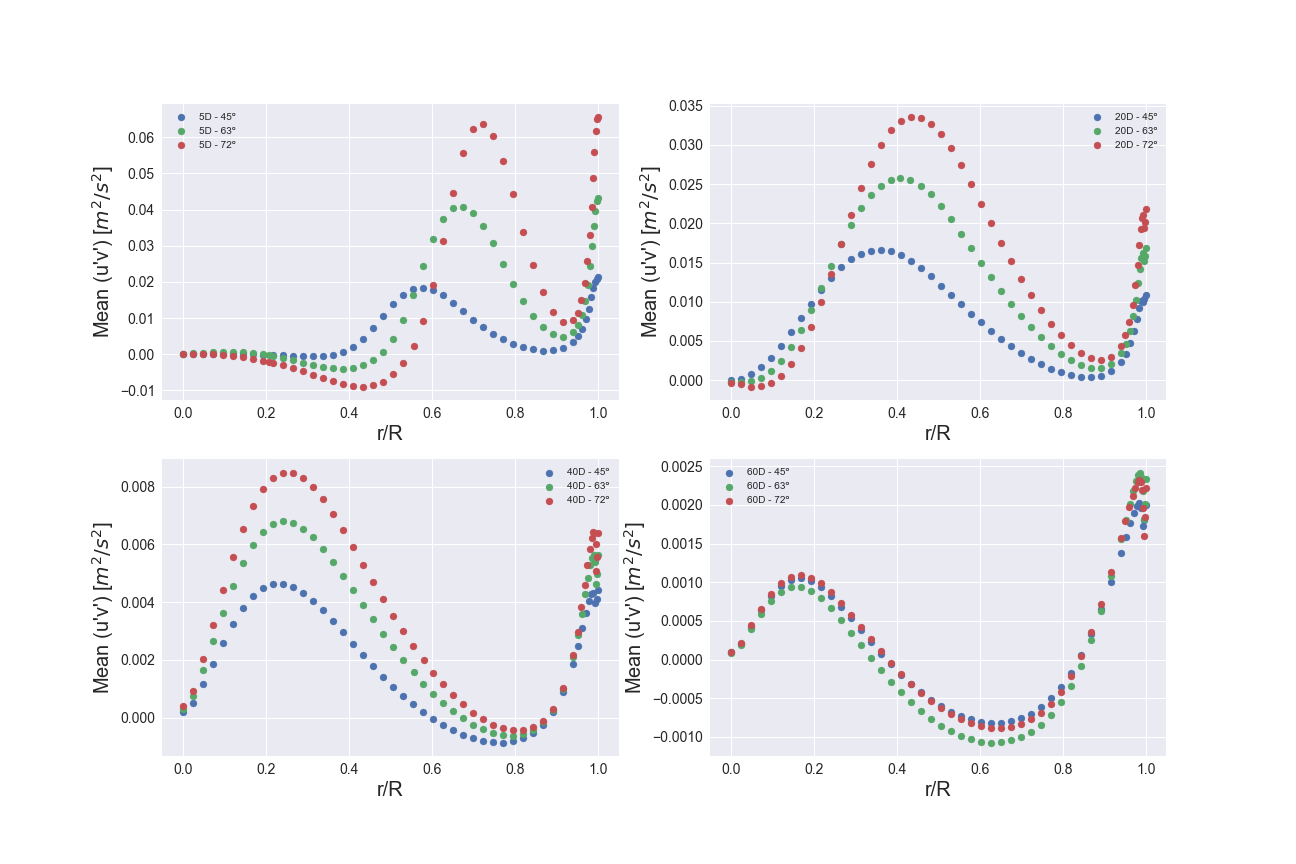 5D - 45°
5D - 63°
5D - 72°
0.06
0.05
0.04
0.03
0.02
0.01
0.00
−0.01
Mean (u'v') [m²/s²]
0.0 0.2 0.4 0.6 0.8 1.0
r/R
20D - 45°
20D - 63°
20D - 72°
0.035
0.030
0.025
0.020
0.015
0.010
0.005
0.000
Mean (u'v') [m²/s²]
0.0 0.2 0.4 0.6 0.8 1.0
r/R
40D - 45°
40D - 63°
40D - 72°
0.008
0.006
0.004
0.002
0.000
Mean (u'v') [m²/s²]
0.0 0.2 0.4 0.6 0.8 1.0
r/R
60D - 45°
60D - 63°
60D - 72°
0.0025
0.0020
0.0015
0.0010
0.0005
0.0000
−0.0005
−0.0010
Mean (u'v') [m²/s²]
0.0 0.2 0.4 0.6 0.8 1.0
r/R